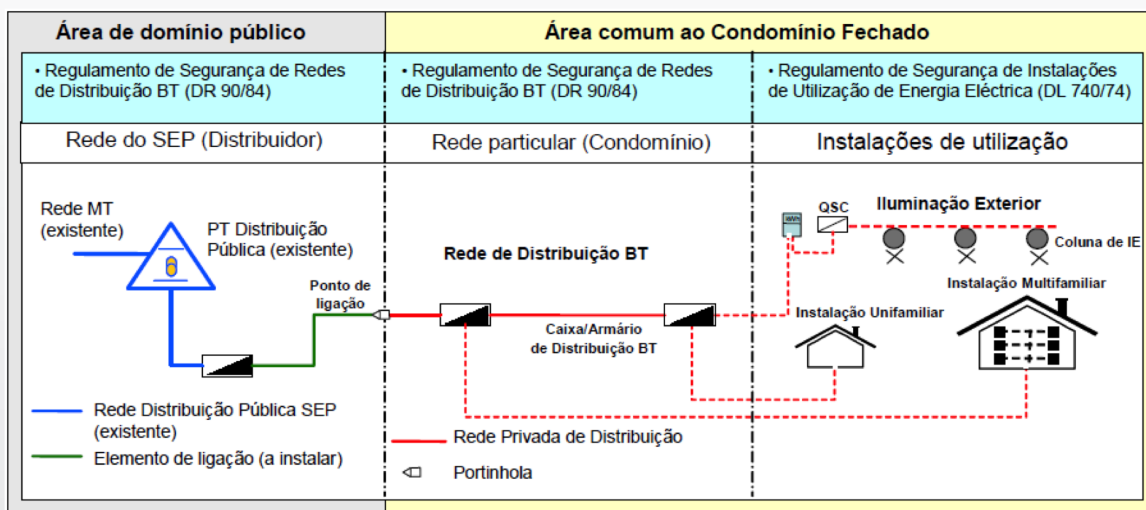 Área de domínio público
Área comum ao Condomínio Fechado
• Regulamento de Segurança de Redes
de Distribuição BT (DR 90/84)
• Regulamento de Segurança de Redes
de Distribuição BT (DR 90/84)
• Regulamento de Segurança de Instalações
de Utilização de Energia Eléctrica (DL 740/74)
Rede do SEP (Distribuidor)
Rede particular (Condomínio)
Instalações de utilização
Rede MT
(existente)
PT Distribuição
Pública (existente)
Ponto de
ligação
Rede de Distribuição BT
Caixa/Armário
de Distribuição BT
QSC
Iluminação Exterior
Coluna de IE
Instalação Multifamiliar
Instalação Unifamiliar
Rede Distribuição Pública SEP
(existente)
Elemento de ligação (a instalar)
Rede Privada de Distribuição
Portinhola